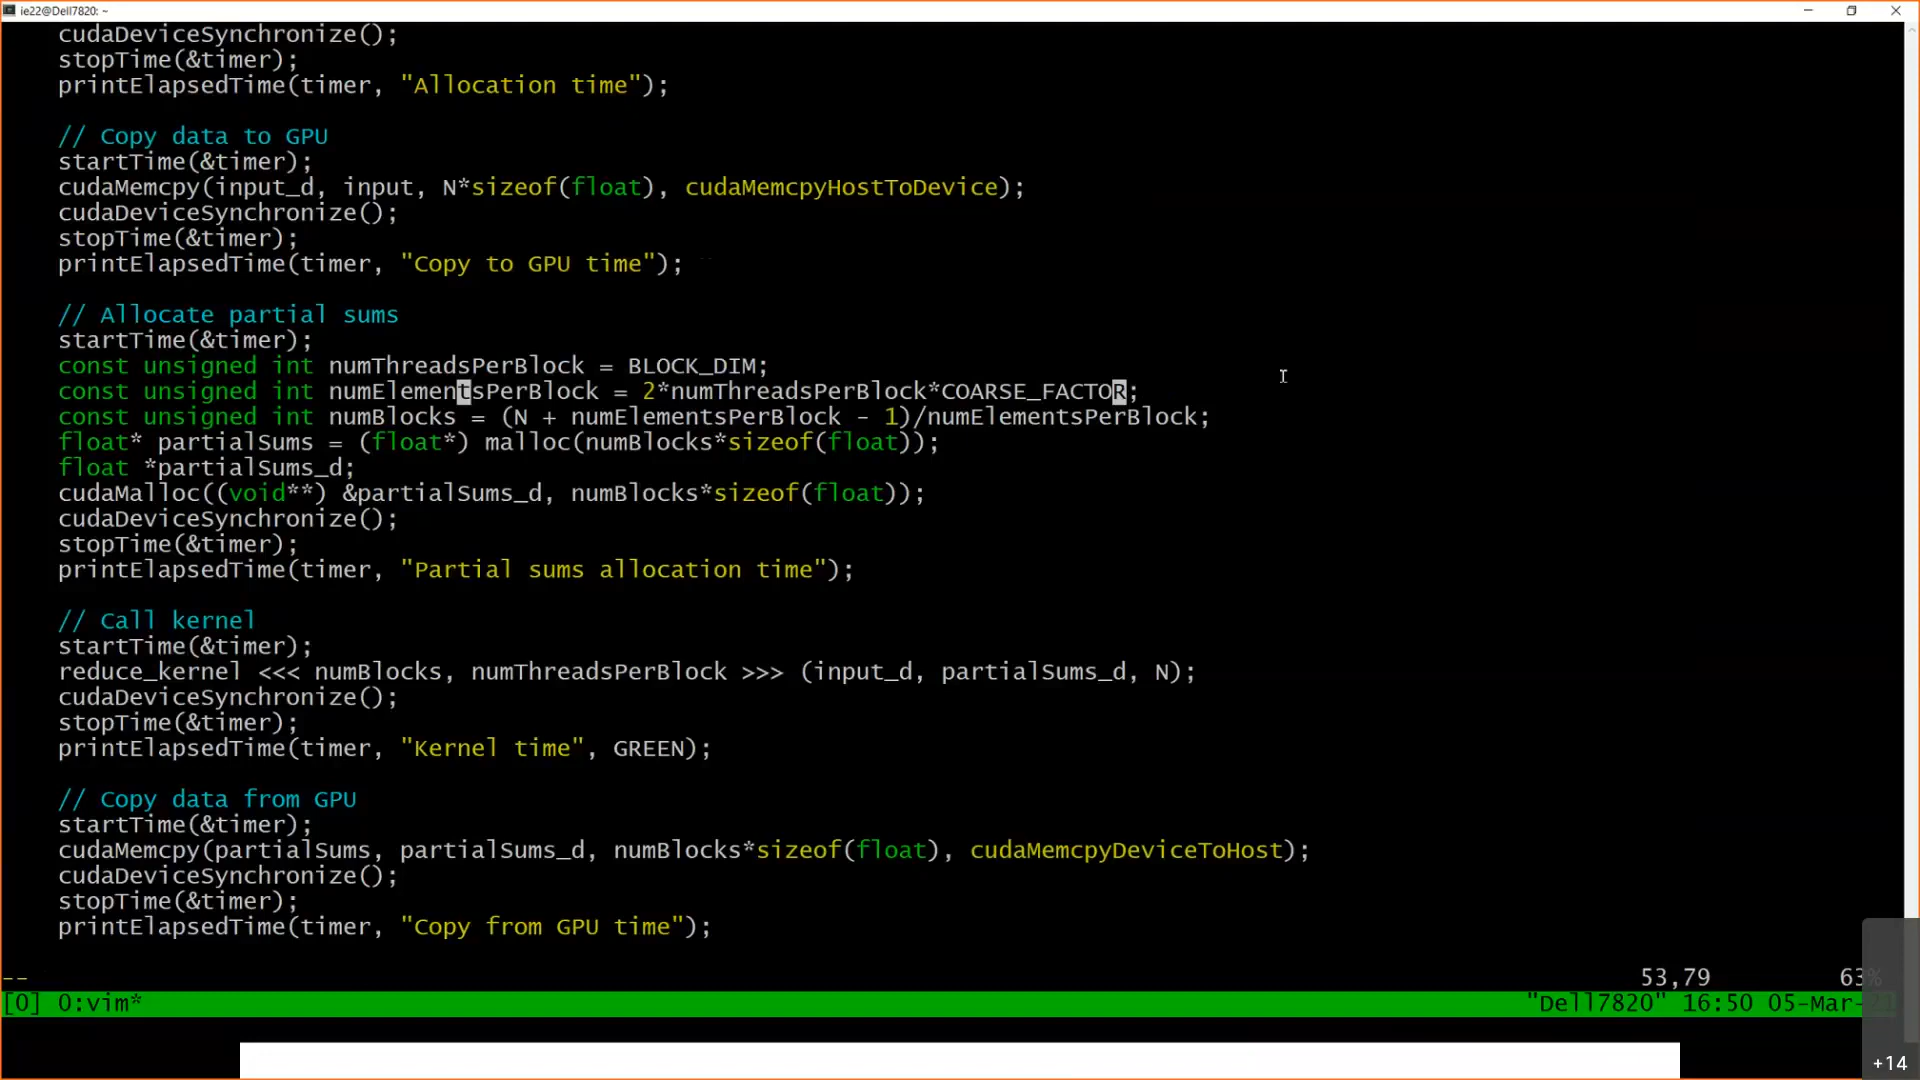 ie22@Dell7820: ~
cudaDeviceSynchronize();
stopTime(&timer);
printElapsedTime(timer, "Allocation time");
// Copy data to GPU
startTime(&timer);
cudaMemcpy(input_d, input, N*sizeof(float), cudaMemcpyHostToDevice);
cudaDeviceSynchronize();
stopTime(&timer);
printElapsedTime(timer, "Copy to GPU time");
// Allocate partial sums
startTime(&timer);
const unsigned int numThreadsPerBlock = BLOCK_DIM;
const unsigned int numElementsPerBlock = 2*numThreadsPerBlock*COARSE_FACTOR;
const unsigned int numBlocks = (N + numElementsPerBlock - 1)/numElementsPerBlock;
float* partialSums = (float*) malloc(numBlocks*sizeof(float));
float *partialSums_d;
cudaMalloc((void**) &partialSums_d, numBlocks*sizeof(float));
cudaDeviceSynchronize();
stopTime(&timer);
printElapsedTime(timer, "Partial sums allocation time");
// Call kernel
startTime(&timer);
reduce_kernel <<< numBlocks, numThreadsPerBlock >>> (input_d, partialSums_d, N);
cudaDeviceSynchronize();
stopTime(&timer);
printElapsedTime(timer, "Kernel time", GREEN);
// Copy data from GPU
startTime(&timer);
cudaMemcpy(partialSums, partialSums_d, numBlocks*sizeof(float), cudaMemcpyDeviceToHost);
cudaDeviceSynchronize();
stopTime(&timer);
printElapsedTime(timer, "Copy from GPU time");
-- 53,79 63%
[0] 0:vim* "Dell7820" 16:50 05-Mar-
+14